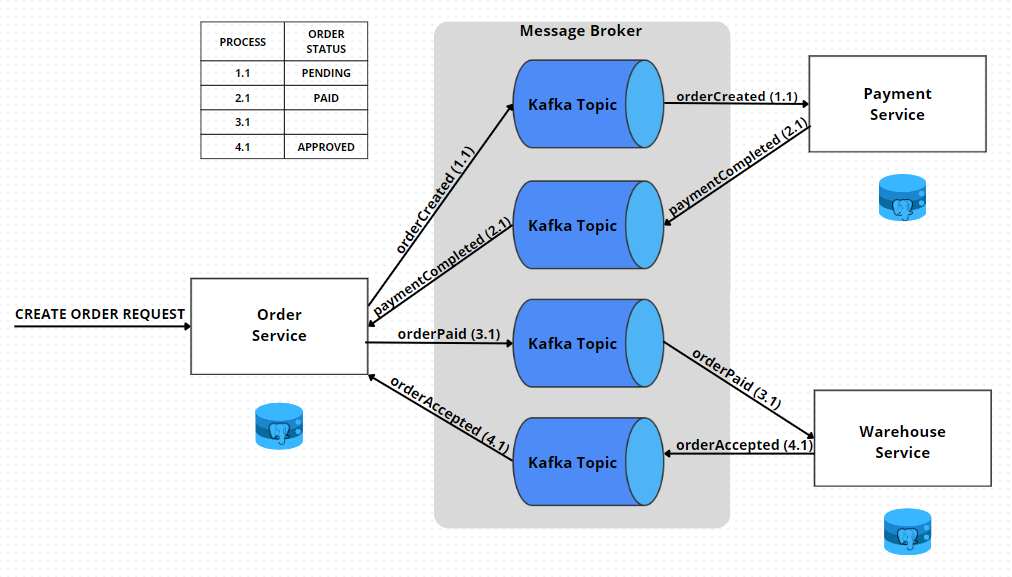 Message Broker
PROCESS
ORDER
STATUS
1.1 PENDING
2.1 PAID
3.1
4.1 APPROVED
Kafka Topic
orderCreated (1.1)
Payment
Service
orderCreated (1.1)
paymentCompleted (2.1)
Kafka Topic
paymentCompleted (2.1)
CREATE ORDER REQUEST
Order
Service
orderPaid (3.1)
Kafka Topic
orderPaid (3.1)
orderAccepted (4.1)
Kafka Topic
orderAccepted (4.1)
Warehouse
Service